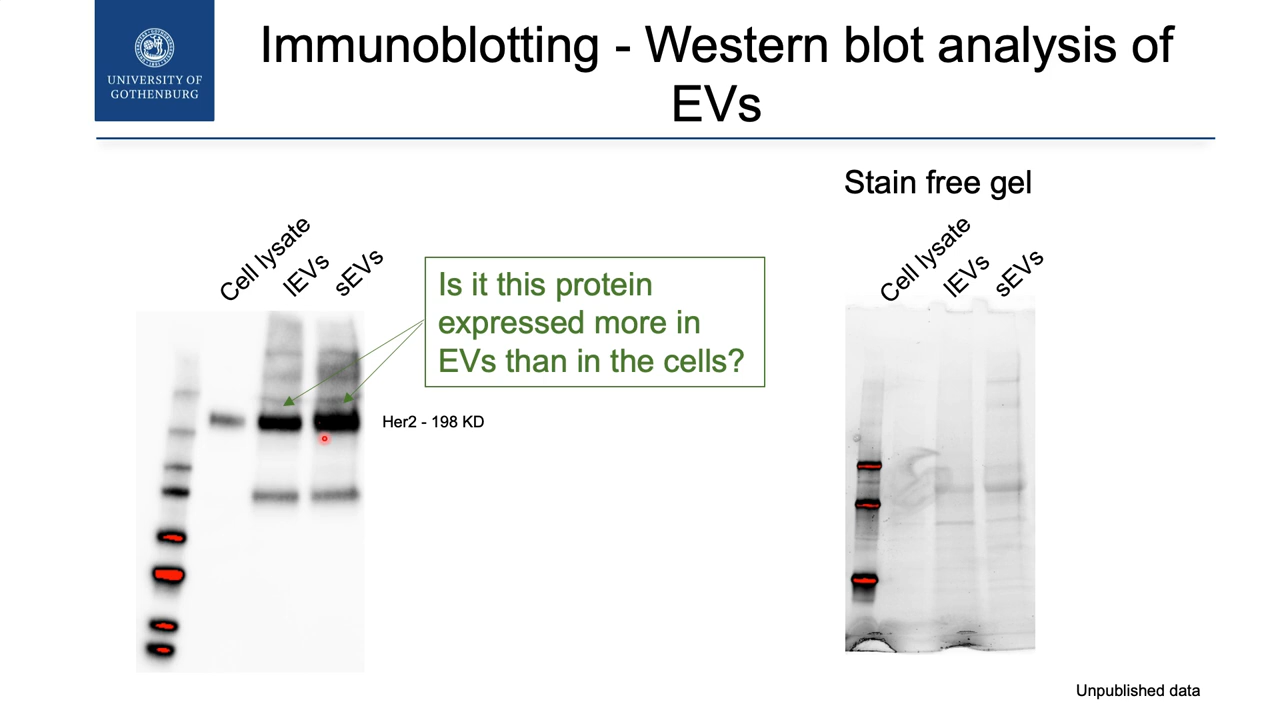 UNIVERSITY OF
GOTHENBURG
Immunoblotting - Western blot analysis of
EVs
Cell lysate
lEVs
sEVs
Is it this protein
expressed more in
EVs than in the cells?
Her2 - 198 KD
Stain free gel
Cell lysate
lEVs
sEVs
Unpublished data